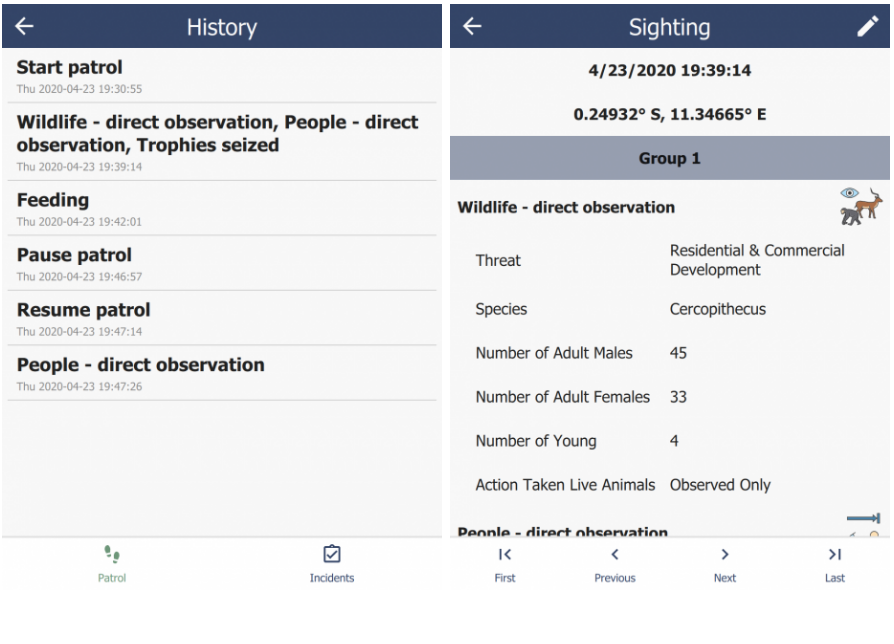 History
Start patrol
Thu 2020-04-23 19:30:55
Wildlife - direct observation, People - direct
observation, Trophies seized
Thu 2020-04-23 19:39:14
Feeding
Thu 2020-04-23 19:42:01
Pause patrol
Thu 2020-04-23 19:46:57
Resume patrol
Thu 2020-04-23 19:47:14
People - direct observation
Thu 2020-04-23 19:47:26
Patrol
Incidents
Sighting
4/23/2020 19:39:14
0.24932° S, 11.34665° E
Group 1
Wildlife - direct observation
Threat
Residential & Commercial
Development
Species Cercopithecus
Number of Adult Males 45
Number of Adult Females 33
Number of Young 4
Action Taken Live Animals Observed Only
People - direct observation
First Previous Next Last